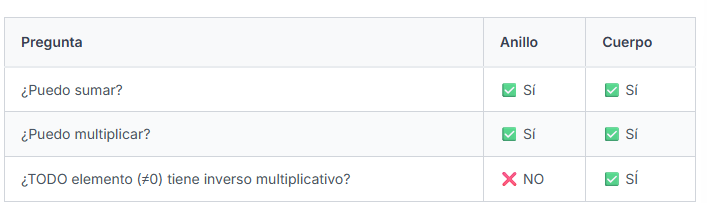 Pregunta Anillo Cuerpo
¿Puedo sumar? ✅ Sí ✅ Sí
¿Puedo multiplicar? ✅ Sí ✅ Sí
¿TODO elemento (≠0) tiene inverso multiplicativo? ❌ NO ✅ SÍ